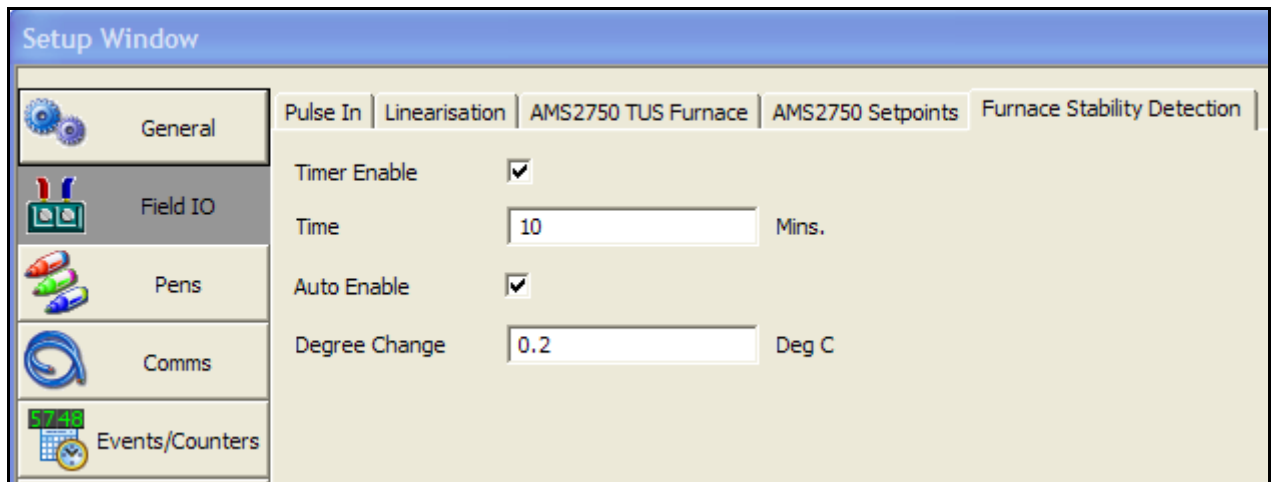 Setup Window
General
Field IO
Pens
Comms
57:48
Events/Counters
Pulse In
Linearisation
AMS2750 TUS Furnace
AMS2750 Setpoints
Furnace Stability Detection
Timer Enable
Time 10 Mins.
Auto Enable
Degree Change 0.2 Deg C